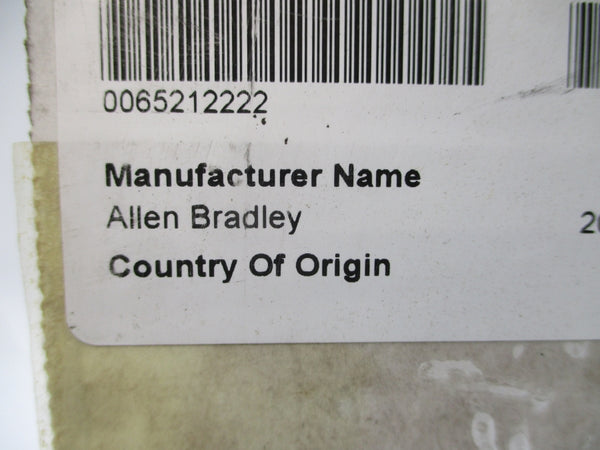 0065212222
Manufacturer Name
Allen Bradley
Country Of Origin